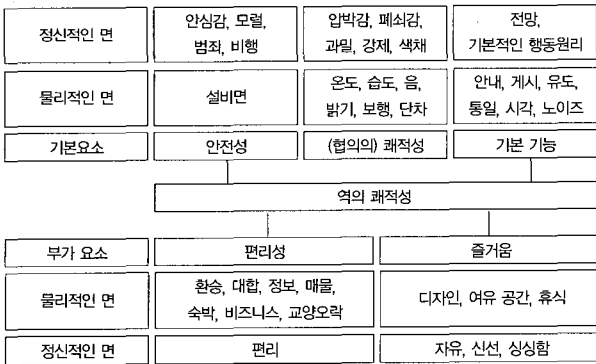 정신적인 면
안심감, 모럴,
범죄, 비행
압박감, 폐쇄감,
과밀, 강제, 색채
전망,
기본적인 행동원리
물리적인 면
설비면
온도, 습도, 음,
밝기, 보행, 단차
안내, 게시, 유도,
통일, 시각, 노이즈
기본요소
안전성
(협의의) 쾌적성
기본 기능
역의 쾌적성
부가 요소
편리성
즐거움
물리적인 면
환승, 대합, 정보, 매물,
숙박, 비즈니스, 교양오락
디자인, 여유 공간, 휴식
정신적인 면
편리
자유, 신선, 싱싱함